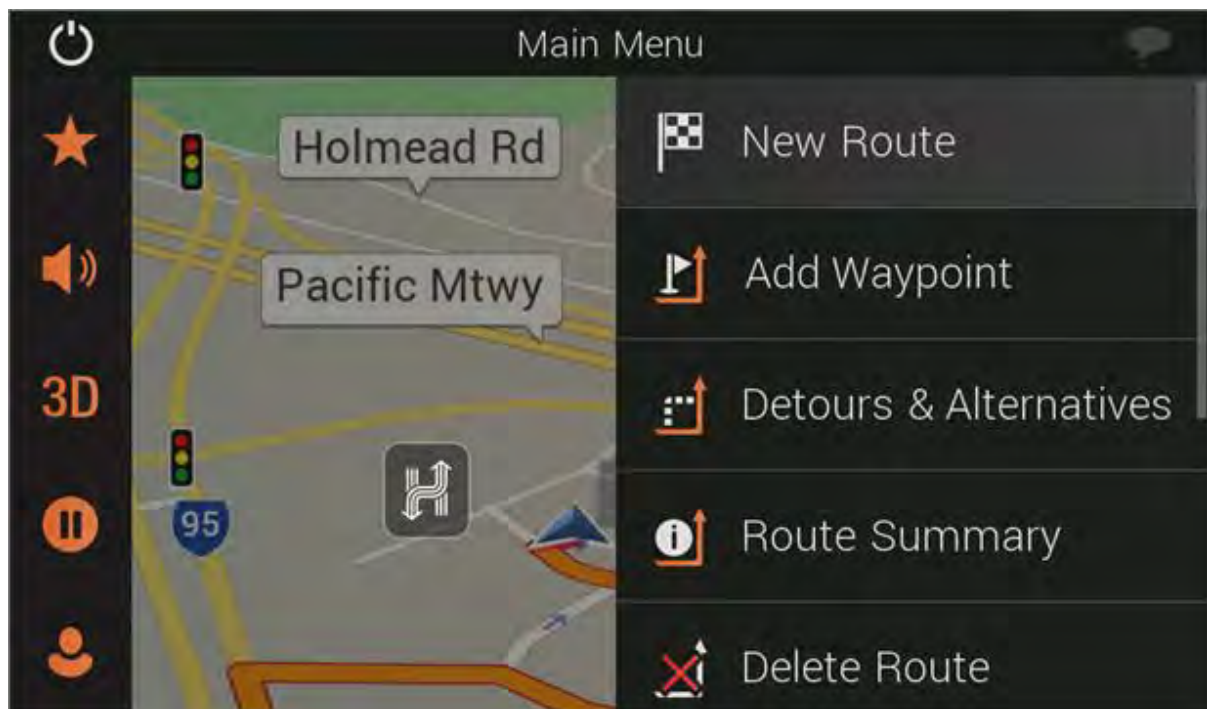 Main Menu
Holmead Rd
Pacific Mtwy
3D
95
New Route
Add Waypoint
Detours & Alternatives
Route Summary
Delete Route